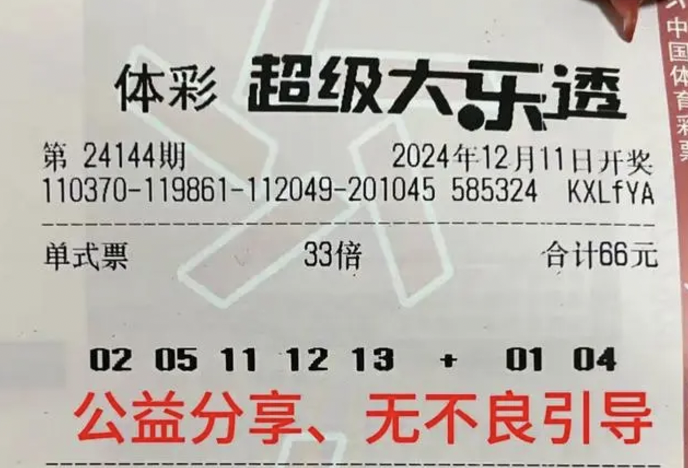 体彩 超级大乐透
第 24144期 2024年12月11日开奖
110370-119861-112049-201045 585324 KXLfYA
单式票 33倍 合计66元
02 05 11 12 13 + 01 04
公益分享、无不良引导
中国体育彩票